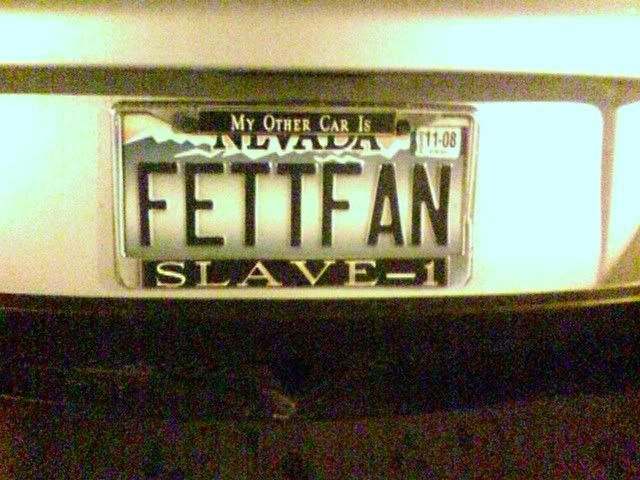 My Other Car Is
NEVADA
11-08
FETTFAN
SLAVE-1